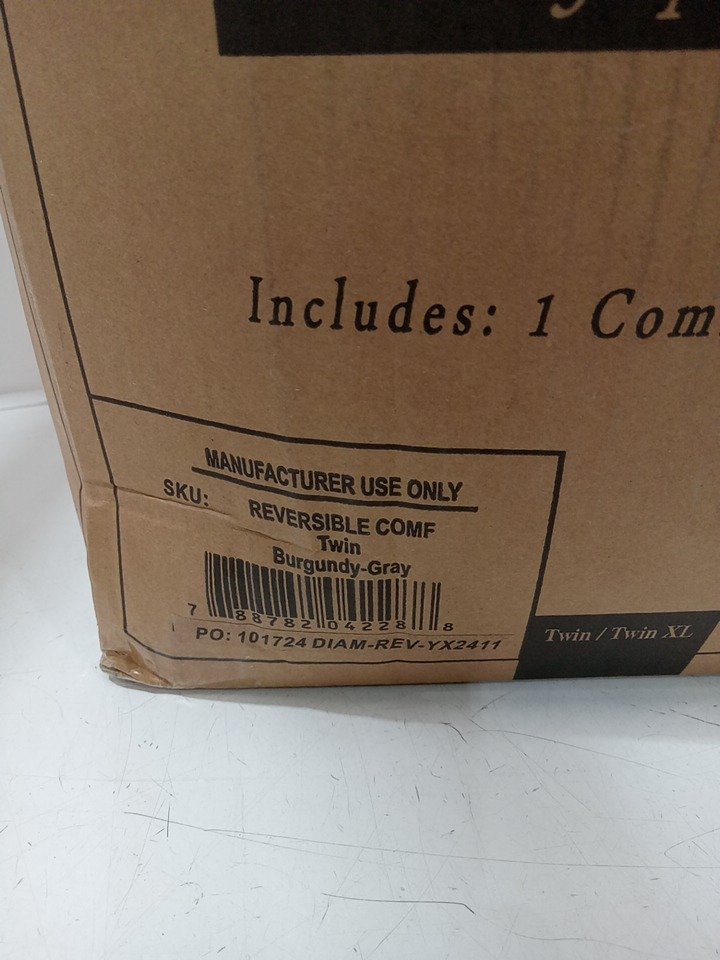 Includes: 1 Com
MANUFACTURER USE ONLY
SKU: REVERSIBLE COMF
Twin
Burgundy-Gray
7 88782 04228 8
PO: 101724 DIAM-REV-YX2411
Twin / Twin XL